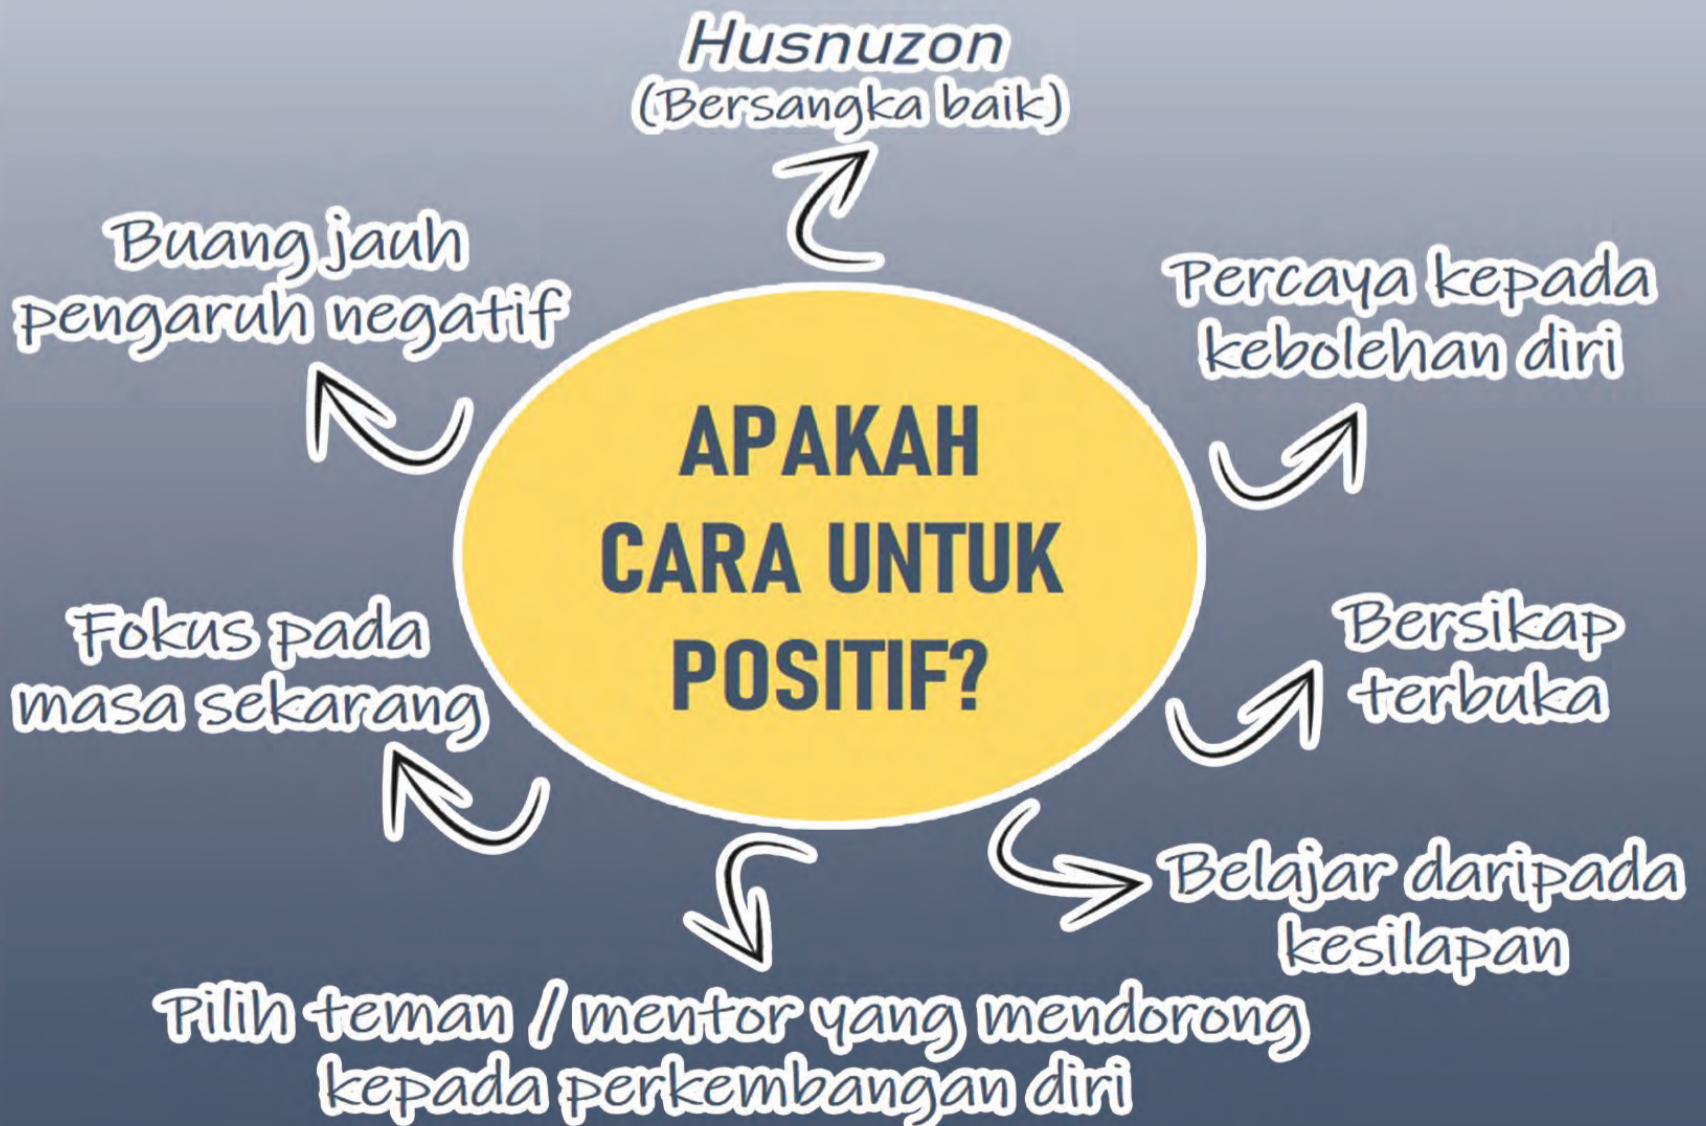 Husnuzon
(Bersangka baik)
Buang jauh
pengaruh negatif
Percaya kepada
kebolehan diri
APAKAH
CARA UNTUK
POSITIF?
Fokus pada
masa sekarang
Bersikap
terbuka
Belajar daripada
kesilapan
Pilih teman / mentor yang mendorong
kepada perkembangan diri